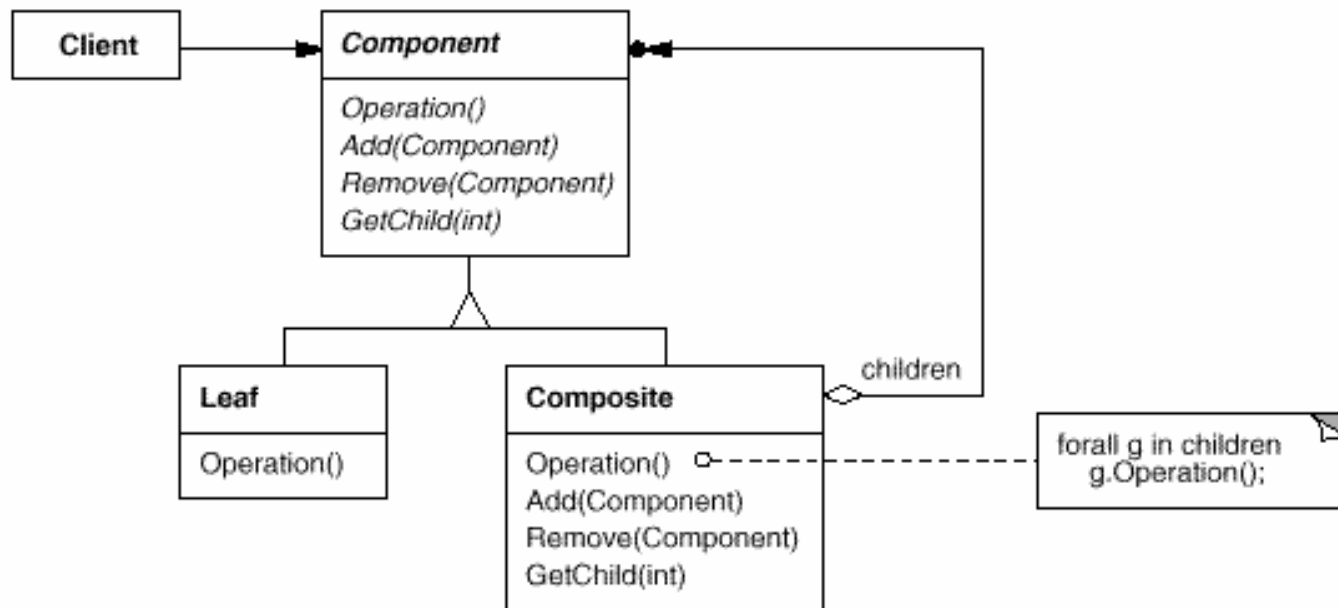 Client
Component
Operation()
Add(Component)
Remove(Component)
GetChild(int)
children
Leaf
Operation()
Composite
Operation()
Add(Component)
Remove(Component)
GetChild(int)
forall g in children
g.Operation();